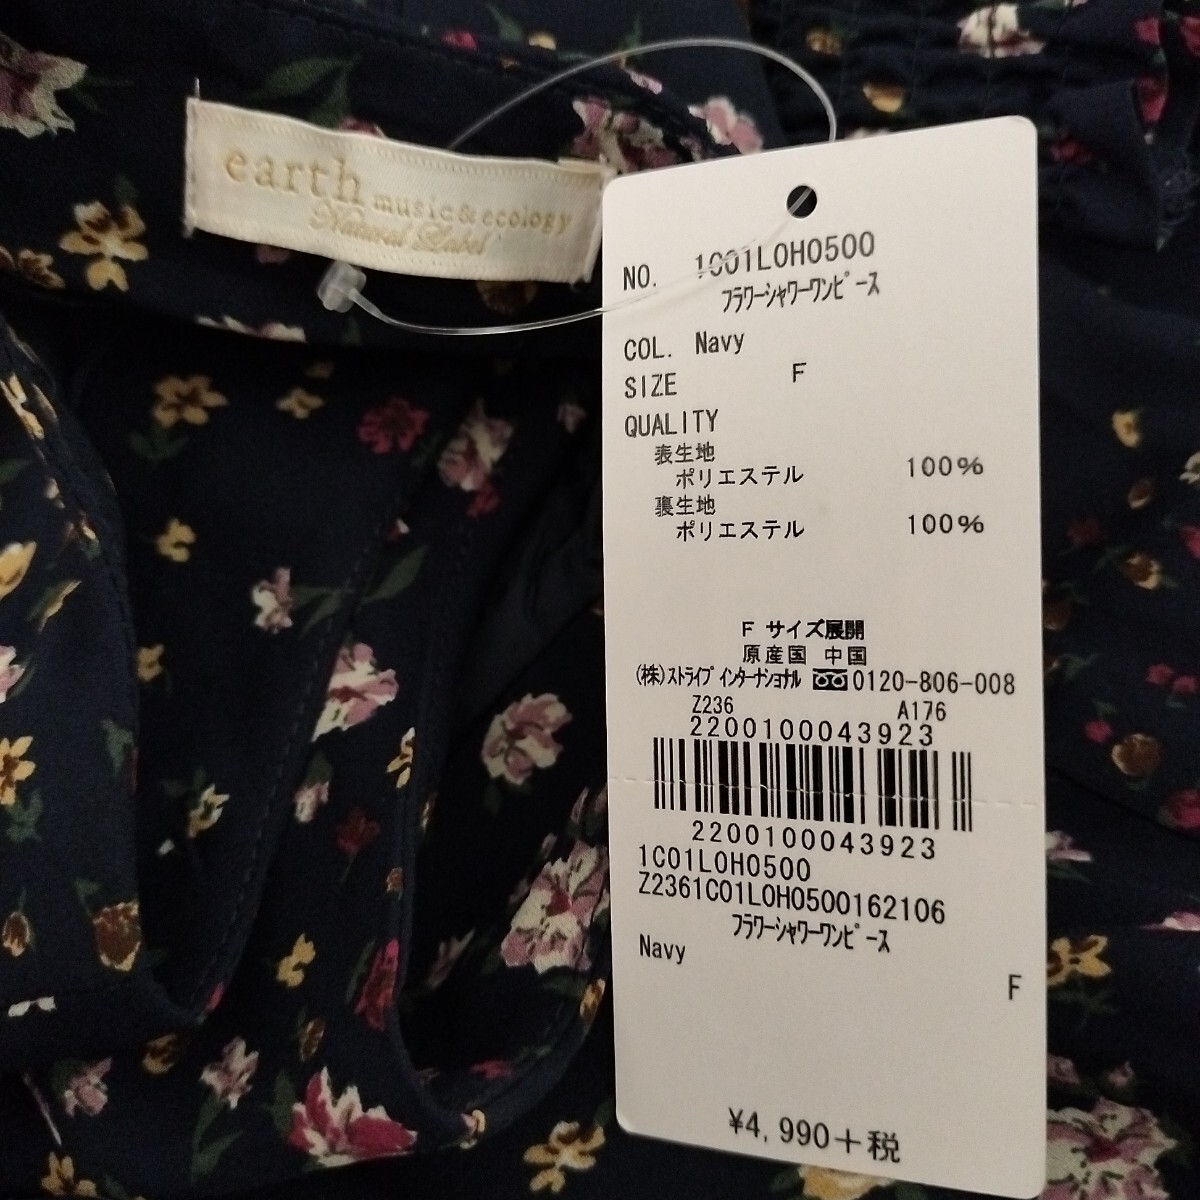 earth music&ecology
Natural Label
NO. 1C01L0H0500
フラワーシャワーワンピース
COL. Navy
SIZE F
QUALITY
表生地
ポリエステル 100%
裏生地
ポリエステル 100%
F サイズ展開
原産国 中国
(株)ストライプ インターナショナル 0120-806-008
Z236 A176
2200100043923
2200100043923
1C01L0H0500
Z2361C01L0H0500162106
フラワーシャワーワンピース
Navy
F
¥4,990+税